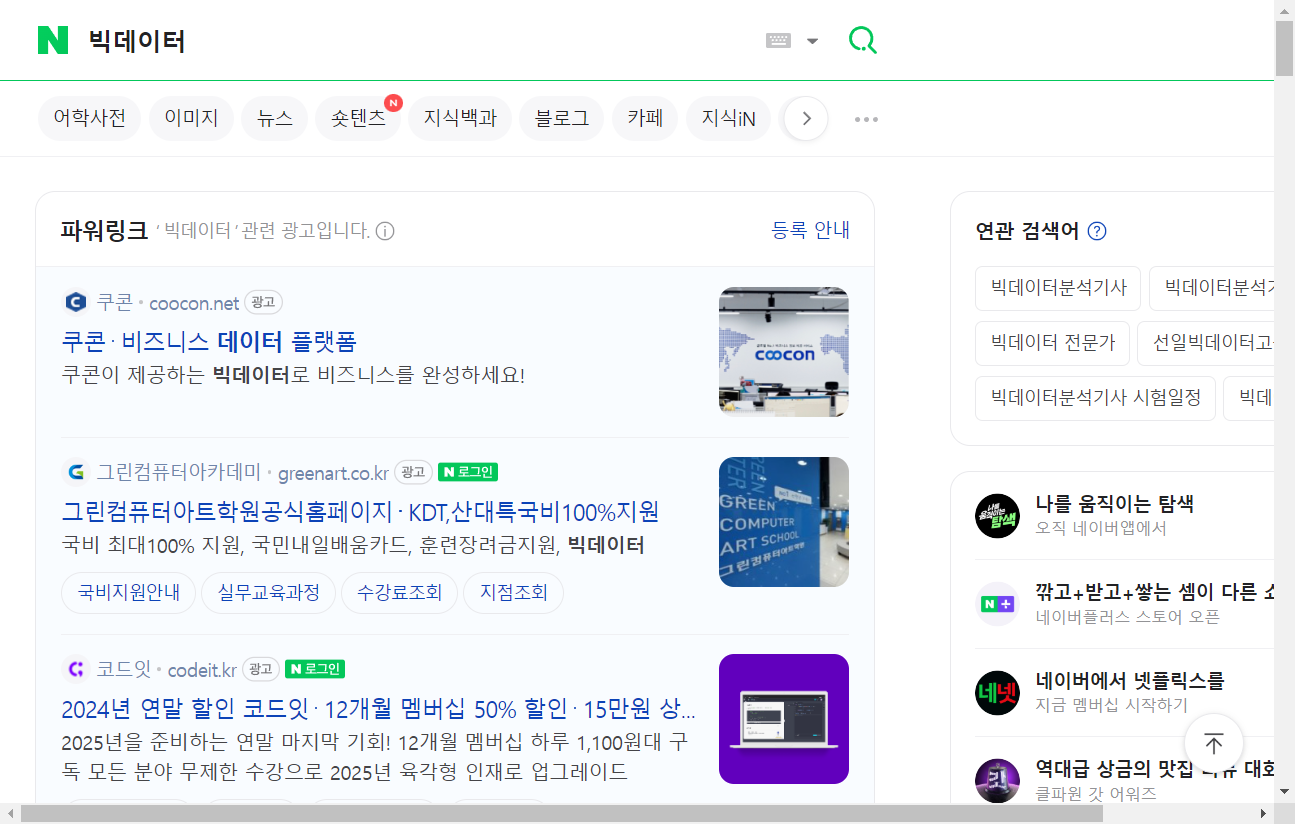 빅데이터
어학사전 이미지 뉴스 숏텐츠 N 지식백과 블로그 카페 지식iN
파워링크 '빅데이터'관련 광고입니다. 등록 안내
쿠콘 · coocon.net 광고
쿠콘 · 비즈니스 데이터 플랫폼
쿠콘이 제공하는 빅데이터로 비즈니스를 완성하세요!
coocon
그린컴퓨터아카데미 · greenart.co.kr 광고 N 로그인
그린컴퓨터아트학원공식홈페이지 · KDT,산대특국비100%지원
국비 최대100% 지원, 국민내일배움카드, 훈련장려금지원, 빅데이터
국비지원안내 실무교육과정 수강료조회 지점조회
GREEN
COMPUTER
ART SCHOOL
코드잇 · codeit.kr 광고 N 로그인
2024년 연말 할인 코드잇 · 12개월 멤버십 50% 할인 · 15만원 상...
2025년을 준비하는 연말 마지막 기회! 12개월 멤버십 하루 1,100원대 구
독 모든 분야 무제한 수강으로 2025년 육각형 인재로 업그레이드
연관 검색어 ?
빅데이터분석기사 빅데이터분석기
빅데이터 전문가 선일빅데이터고
빅데이터분석기사 시험일정 빅데
나를 움직이는 탐색
나를 움직이는 탐색
오직 네이버앱에서
N+
깎고+받고+쌓는 셈이 다른 쇼
네이버플러스 스토어 오픈
네넷
네이버에서 넷플릭스를
지금 멤버십 시작하기
역대급 상금의 맛집 리뷰 대회
클파원 갓 어워즈